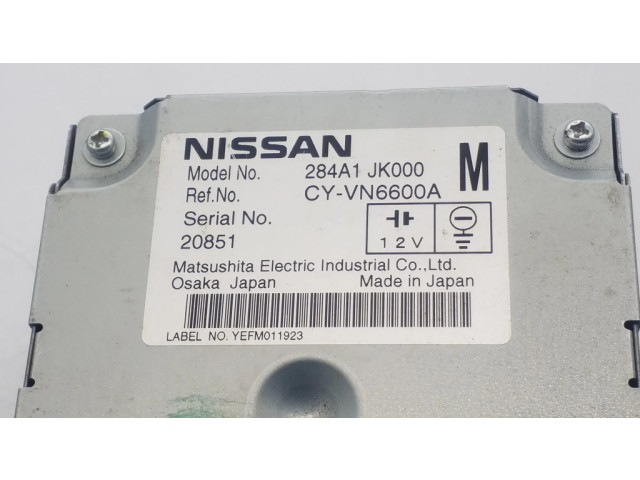 NISSAN
Model No. 284A1 JK000 M
Ref.No. CY-VN6600A
Serial No.
20851 12V
Matsushita Electric Industrial Co.,Ltd.
Osaka Japan Made in Japan
LABEL NO. YEFM011923